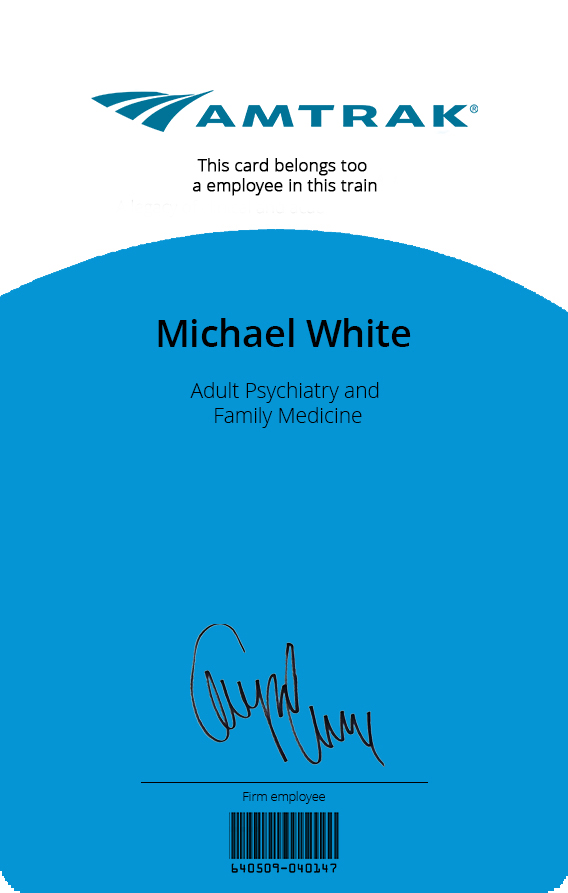 AMTRAK®
This card belongs too
a employee in this train
Michael White
Adult Psychiatry and
Family Medicine
Firm employee
640509-040147